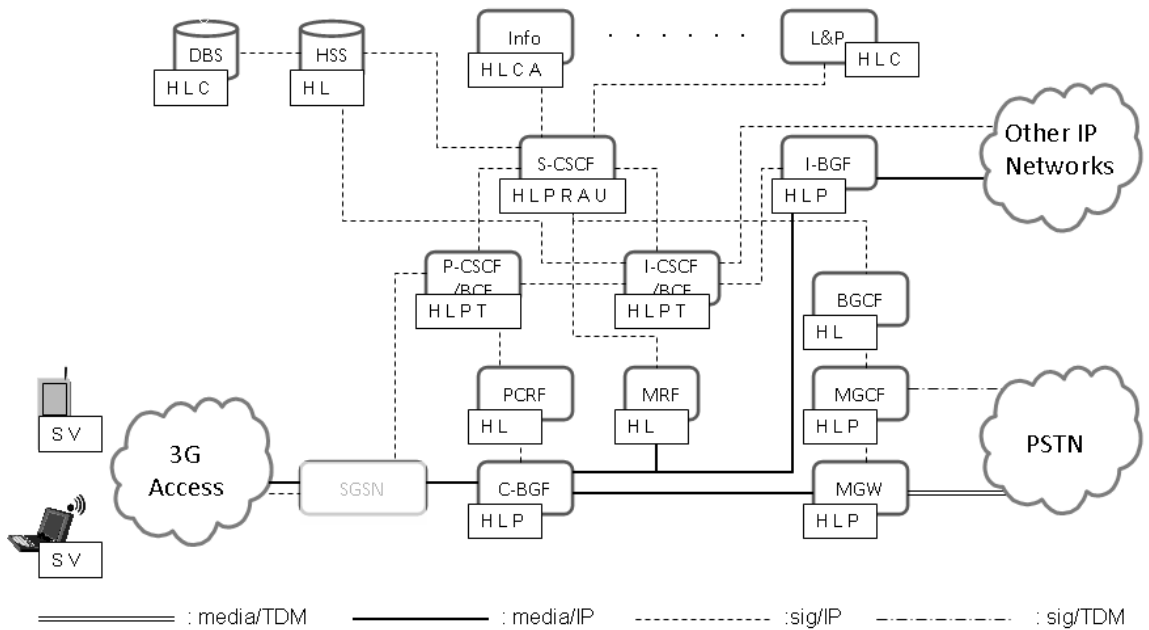 DBS
H L C
HSS
H L
Info
H L C A
L&P
H L C
S-CSCF
H L P R A U
I-BGF
H L P
Other IP
Networks
P-CSCF
/BCF
H L P T
I-CSCF
/BCF
H L P T
BGCF
H L
PCRF
H L
MRF
H L
MGCF
H L P
PSTN
S V
3G
Access
SGSN
C-BGF
H L P
MGW
H L P
S V
: media/TDM
: media/IP
:sig/IP
: sig/TDM